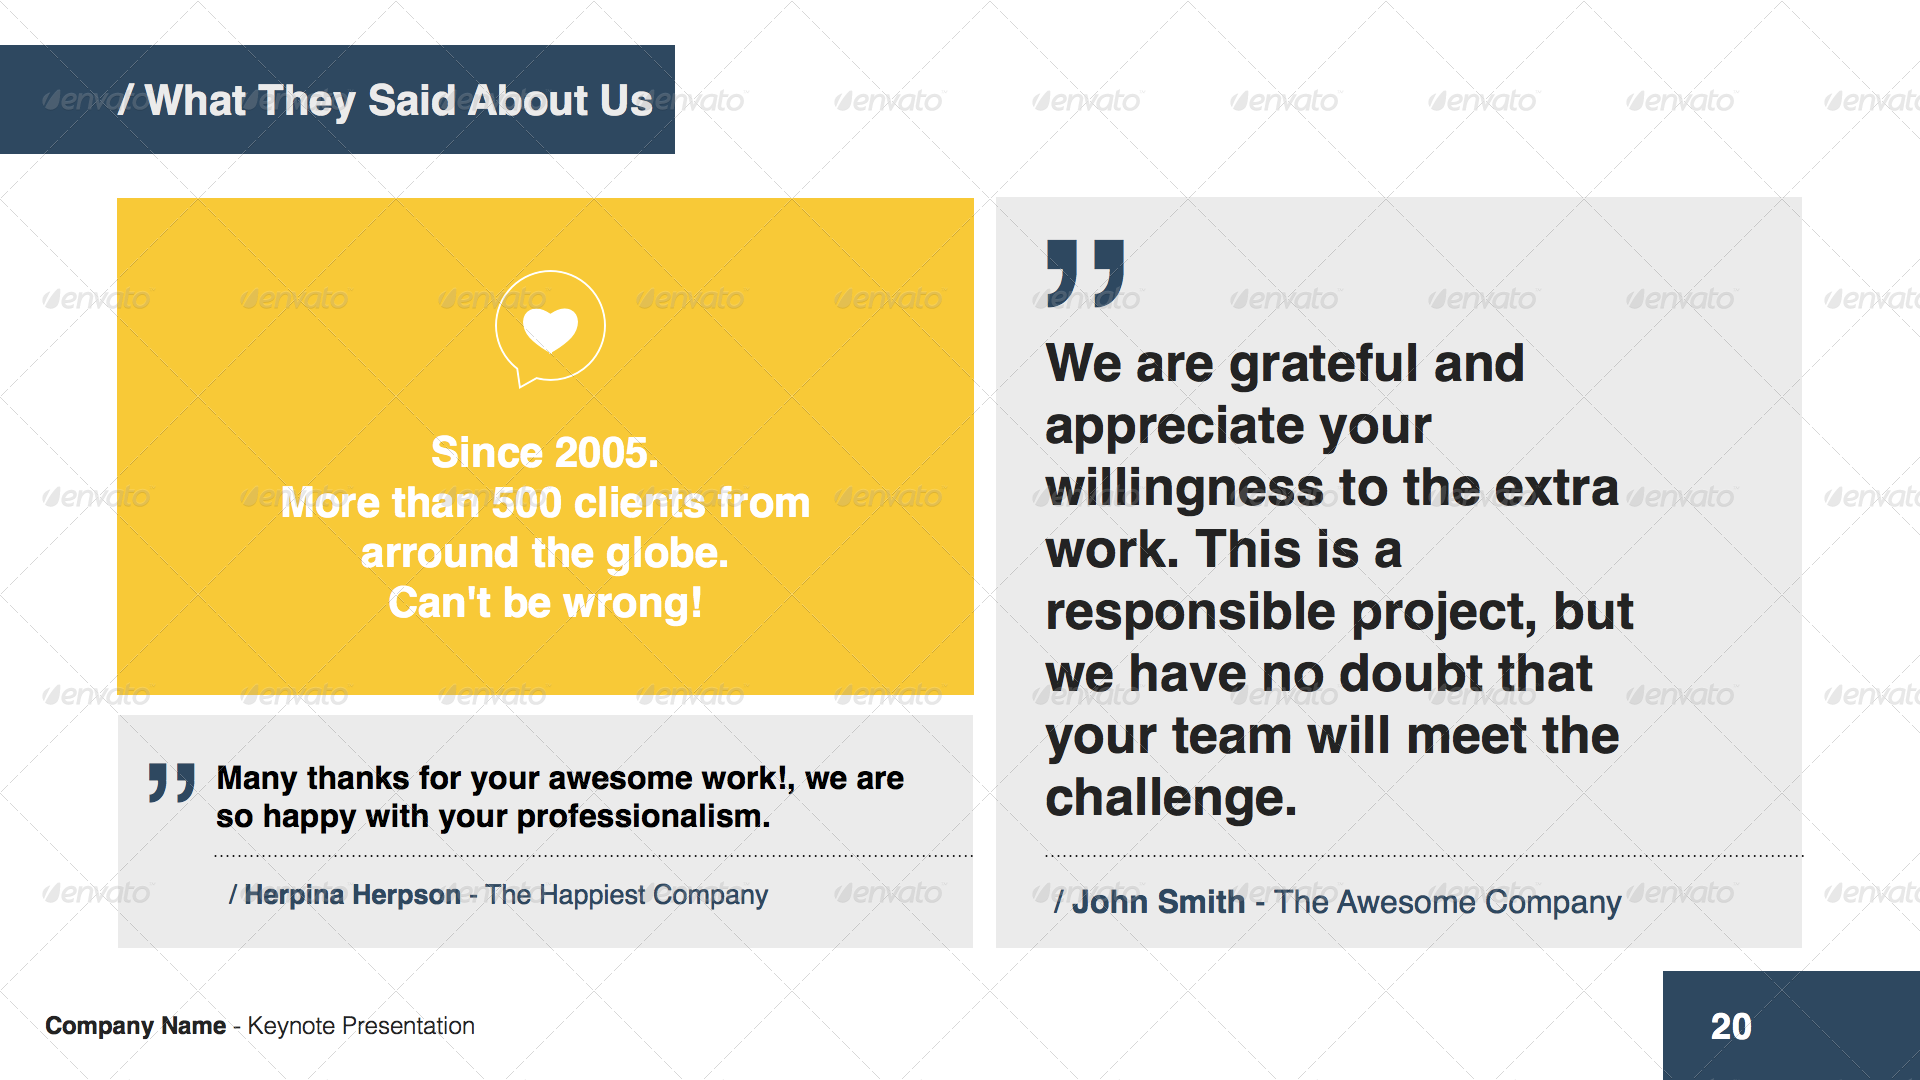 / What They Said About Us
Since 2005.
More than 500 clients from
arround the globe.
Can't be wrong!
” Many thanks for your awesome work!, we are
so happy with your professionalism.
/ Herpina Herpson - The Happiest Company
”
We are grateful and
appreciate your
willingness to the extra
work. This is a
responsible project, but
we have no doubt that
your team will meet the
challenge.
/ John Smith - The Awesome Company
Company Name - Keynote Presentation
20
envato